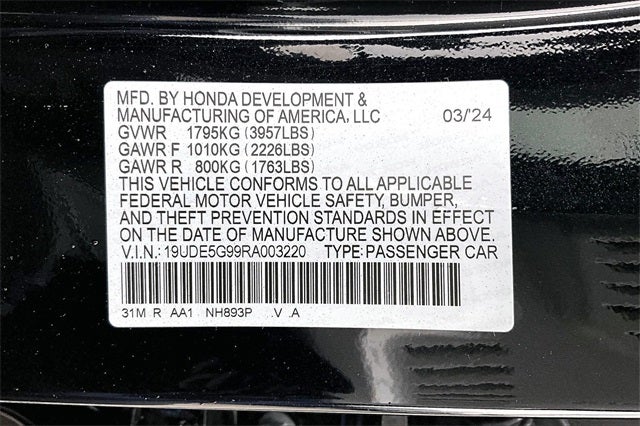 MFD. BY HONDA DEVELOPMENT &
MANUFACTURING OF AMERICA, LLC 03/'24
GVWR 1795KG (3957LBS)
GAWR F 1010KG (2226LBS)
GAWR R 800KG (1763LBS)
THIS VEHICLE CONFORMS TO ALL APPLICABLE
FEDERAL MOTOR VEHICLE SAFETY, BUMPER,
AND THEFT PREVENTION STANDARDS IN EFFECT
ON THE DATE OF MANUFACTURE SHOWN ABOVE.
V.I.N.: 19UDE5G99RA003220 TYPE: PASSENGER CAR
31M R AA1 NH893P .V .A